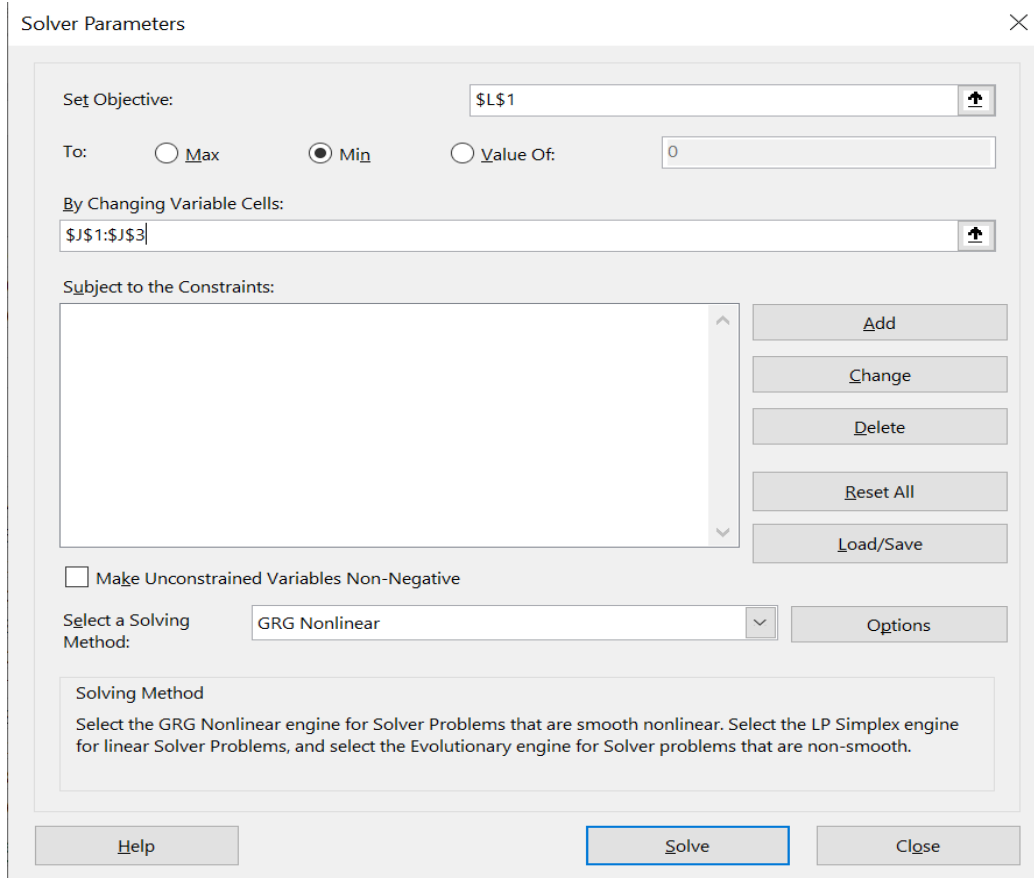 Solver Parameters
Set Objective:
$L$1
To:
Max
Min
Value Of:
0
By Changing Variable Cells:
$J$1:$J$3
Subject to the Constraints:
Add
Change
Delete
Reset All
Load/Save
Make Unconstrained Variables Non-Negative
Select a Solving
Method:
GRG Nonlinear
Options
Solving Method
Select the GRG Nonlinear engine for Solver Problems that are smooth nonlinear. Select the LP Simplex engine
for linear Solver Problems, and select the Evolutionary engine for Solver problems that are non-smooth.
Help
Solve
Close